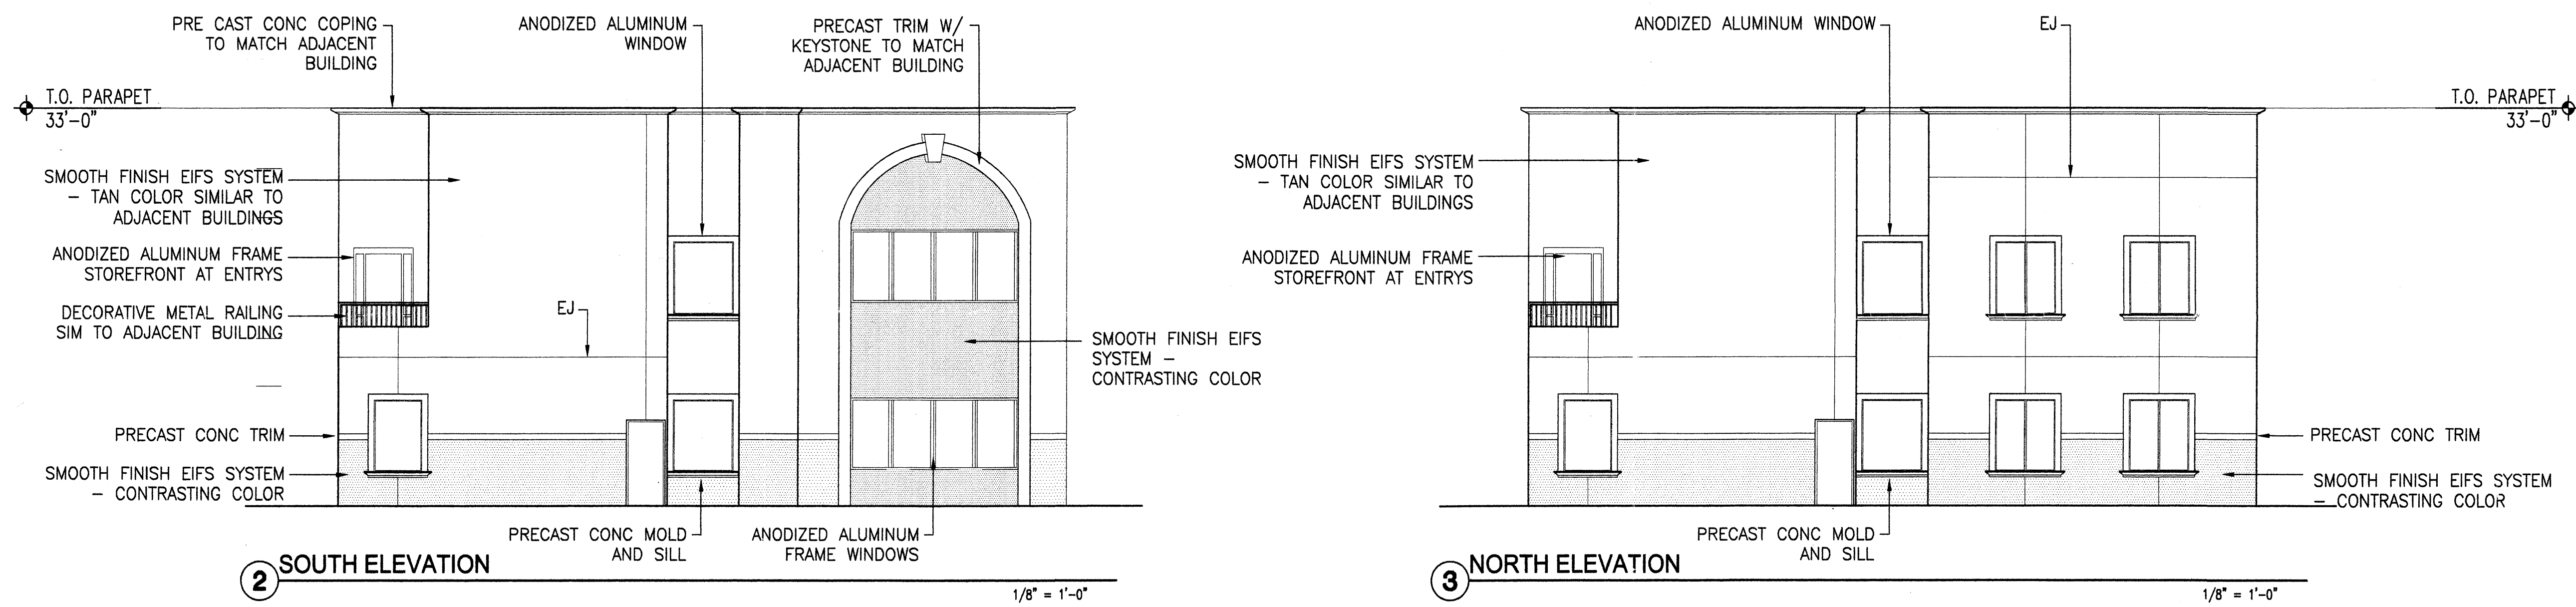 PRE CAST CONC COPING
TO MATCH ADJACENT
BUILDING
ANODIZED ALUMINUM
WINDOW
PRECAST TRIM W/
KEYSTONE TO MATCH
ADJACENT BUILDING
T.O. PARAPET
33'-0"
SMOOTH FINISH EIFS SYSTEM
- TAN COLOR SIMILAR TO
ADJACENT BUILDINGS
ANODIZED ALUMINUM FRAME
STOREFRONT AT ENTRYS
DECORATIVE METAL RAILING
SIM TO ADJACENT BUILDING
EJ
SMOOTH FINISH EIFS
SYSTEM -
CONTRASTING COLOR
PRECAST CONC TRIM
SMOOTH FINISH EIFS SYSTEM
- CONTRASTING COLOR
PRECAST CONC MOLD
AND SILL
ANODIZED ALUMINUM
FRAME WINDOWS
2
SOUTH ELEVATION
1/8" = 1'-0"
ANODIZED ALUMINUM WINDOW
EJ
T.O. PARAPET
33'-0"
SMOOTH FINISH EIFS SYSTEM
- TAN COLOR SIMILAR TO
ADJACENT BUILDINGS
ANODIZED ALUMINUM FRAME
STOREFRONT AT ENTRYS
PRECAST CONC TRIM
SMOOTH FINISH EIFS SYSTEM
- CONTRASTING COLOR
PRECAST CONC MOLD
AND SILL
3
NORTH ELEVATION
1/8" = 1'-0"